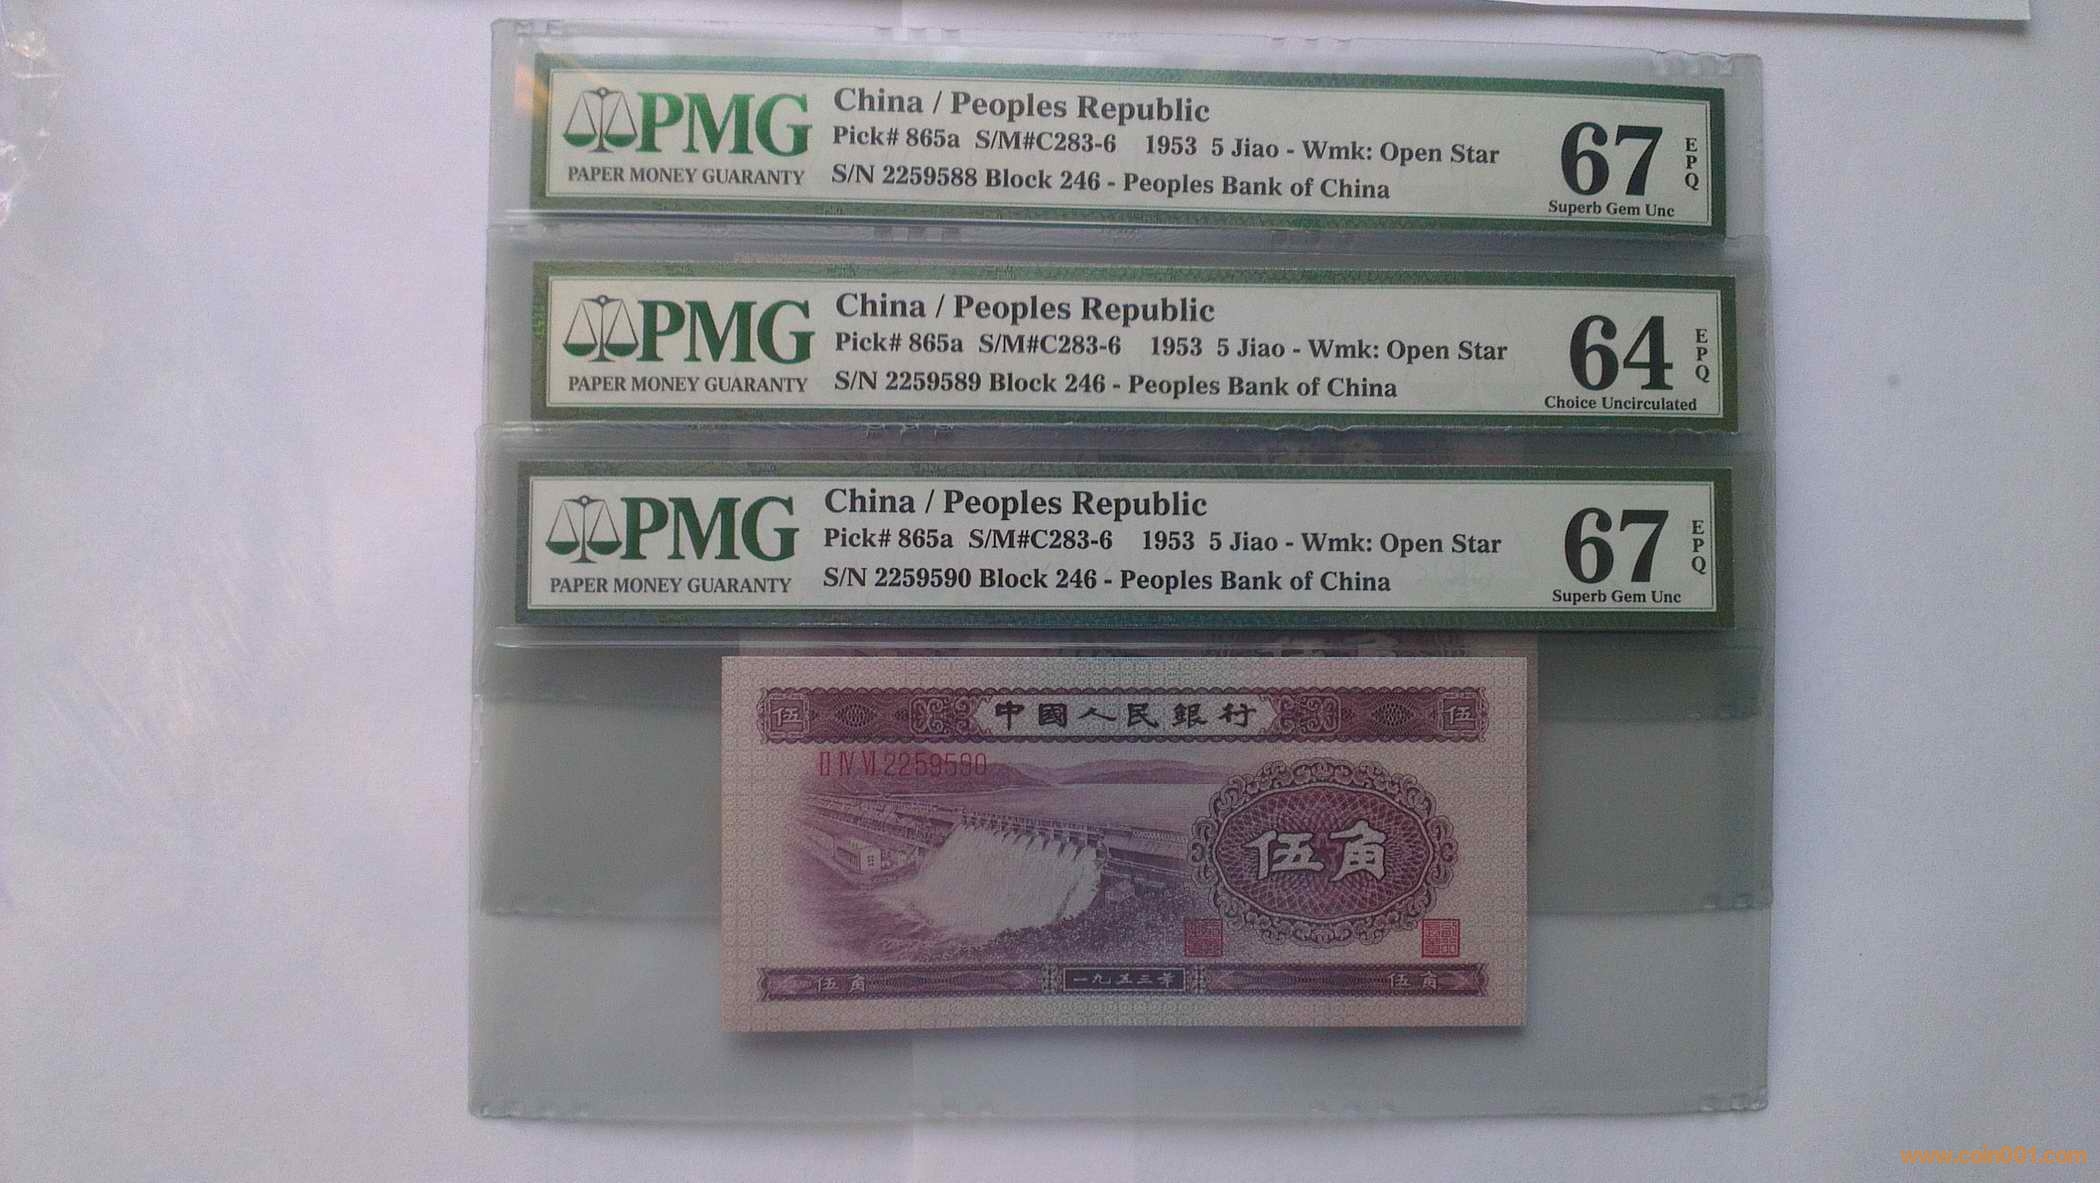 PMG
PAPER MONEY GUARANTY
China / Peoples Republic
Pick# 865a S/M#C283-6 1953 5 Jiao - Wmk: Open Star
S/N 2259588 Block 246 - Peoples Bank of China
67 EPQ
Superb Gem Unc
PMG
PAPER MONEY GUARANTY
China / Peoples Republic
Pick# 865a S/M#C283-6 1953 5 Jiao - Wmk: Open Star
S/N 2259589 Block 246 - Peoples Bank of China
64 EPQ
Choice Uncirculated
PMG
PAPER MONEY GUARANTY
China / Peoples Republic
Pick# 865a S/M#C283-6 1953 5 Jiao - Wmk: Open Star
S/N 2259590 Block 246 - Peoples Bank of China
67 EPQ
Superb Gem Unc
伍 中國人民銀行 伍
II IV VI 2259590
伍角
伍角 一九五三年 伍角
www.coin001.com